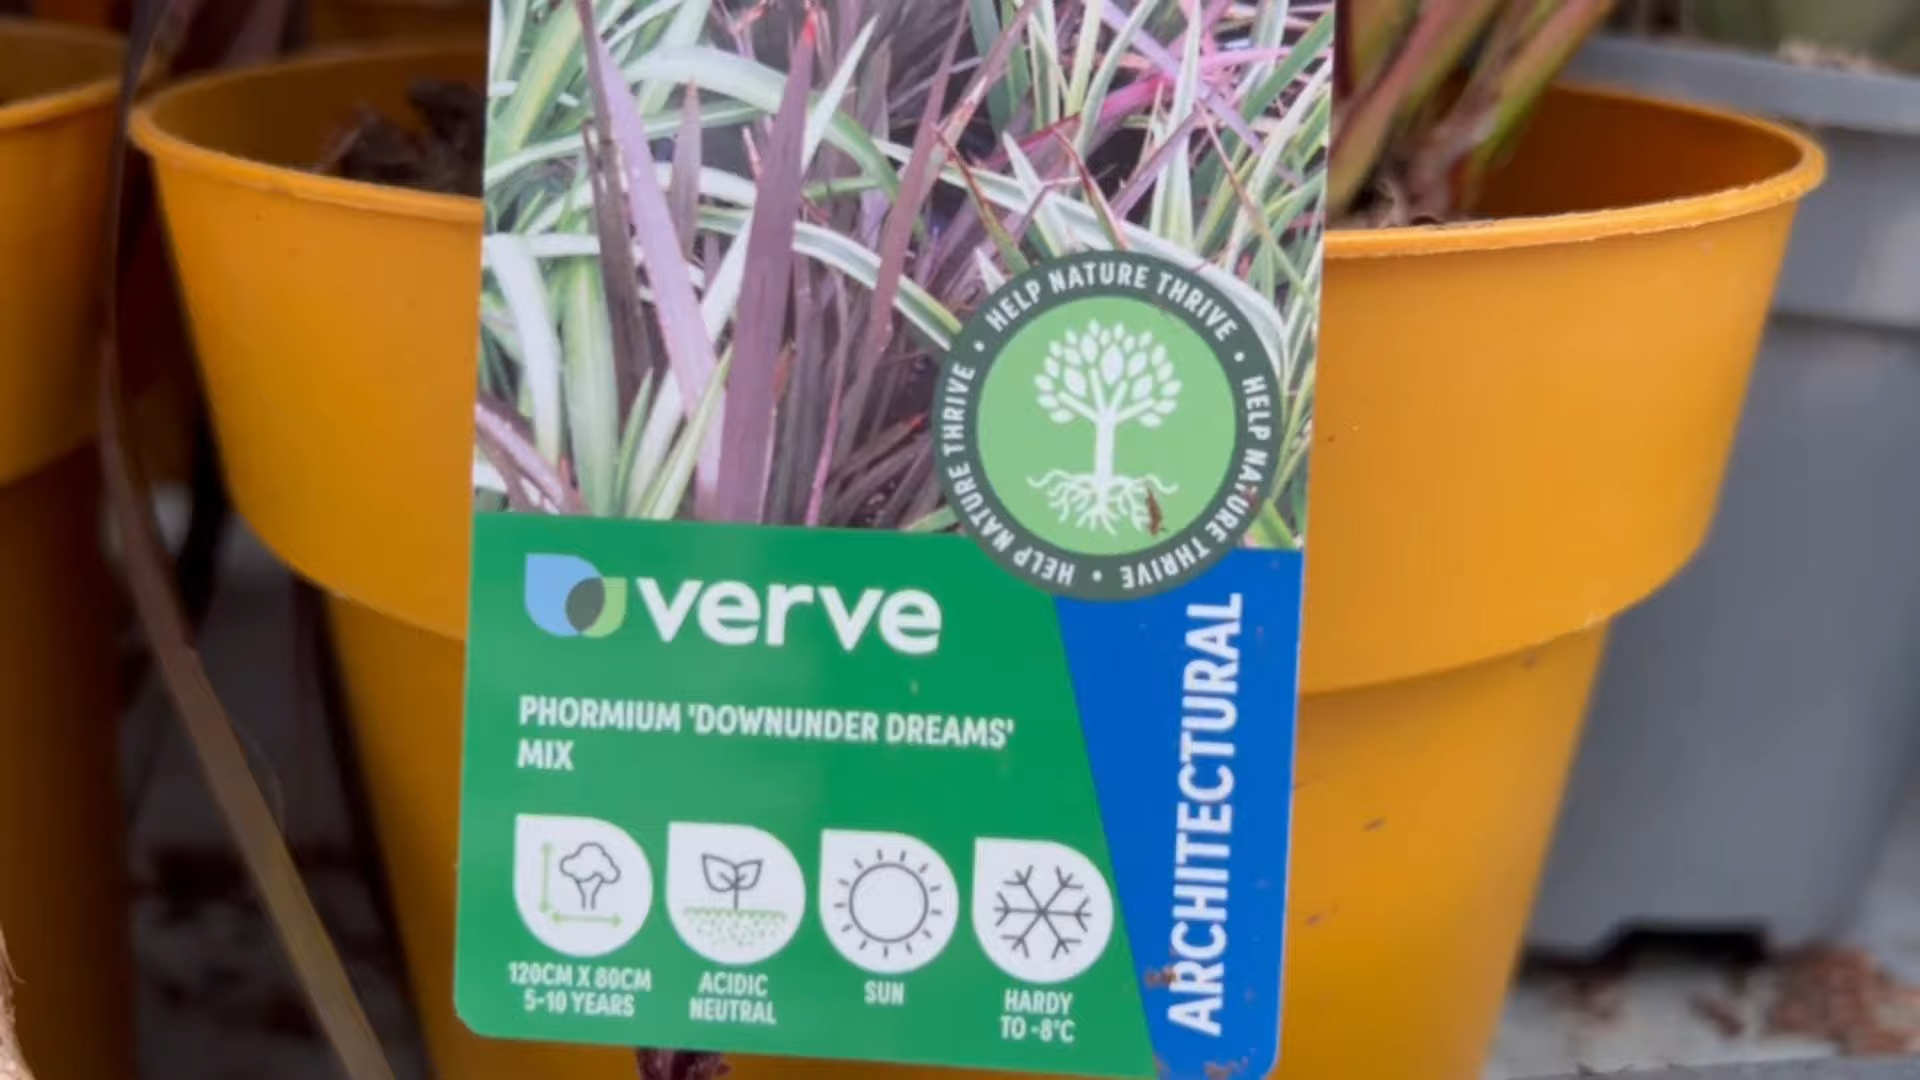 HELP NATURE THRIVE • HELP NATURE THRIVE • HELP NATURE THRIVE •
verve
PHORMIUM 'DOWNUNDER DREAMS'
MIX
120CM X 80CM
5-10 YEARS
ACIDIC
NEUTRAL
SUN
HARDY
TO -8°C
ARCHITECTURAL